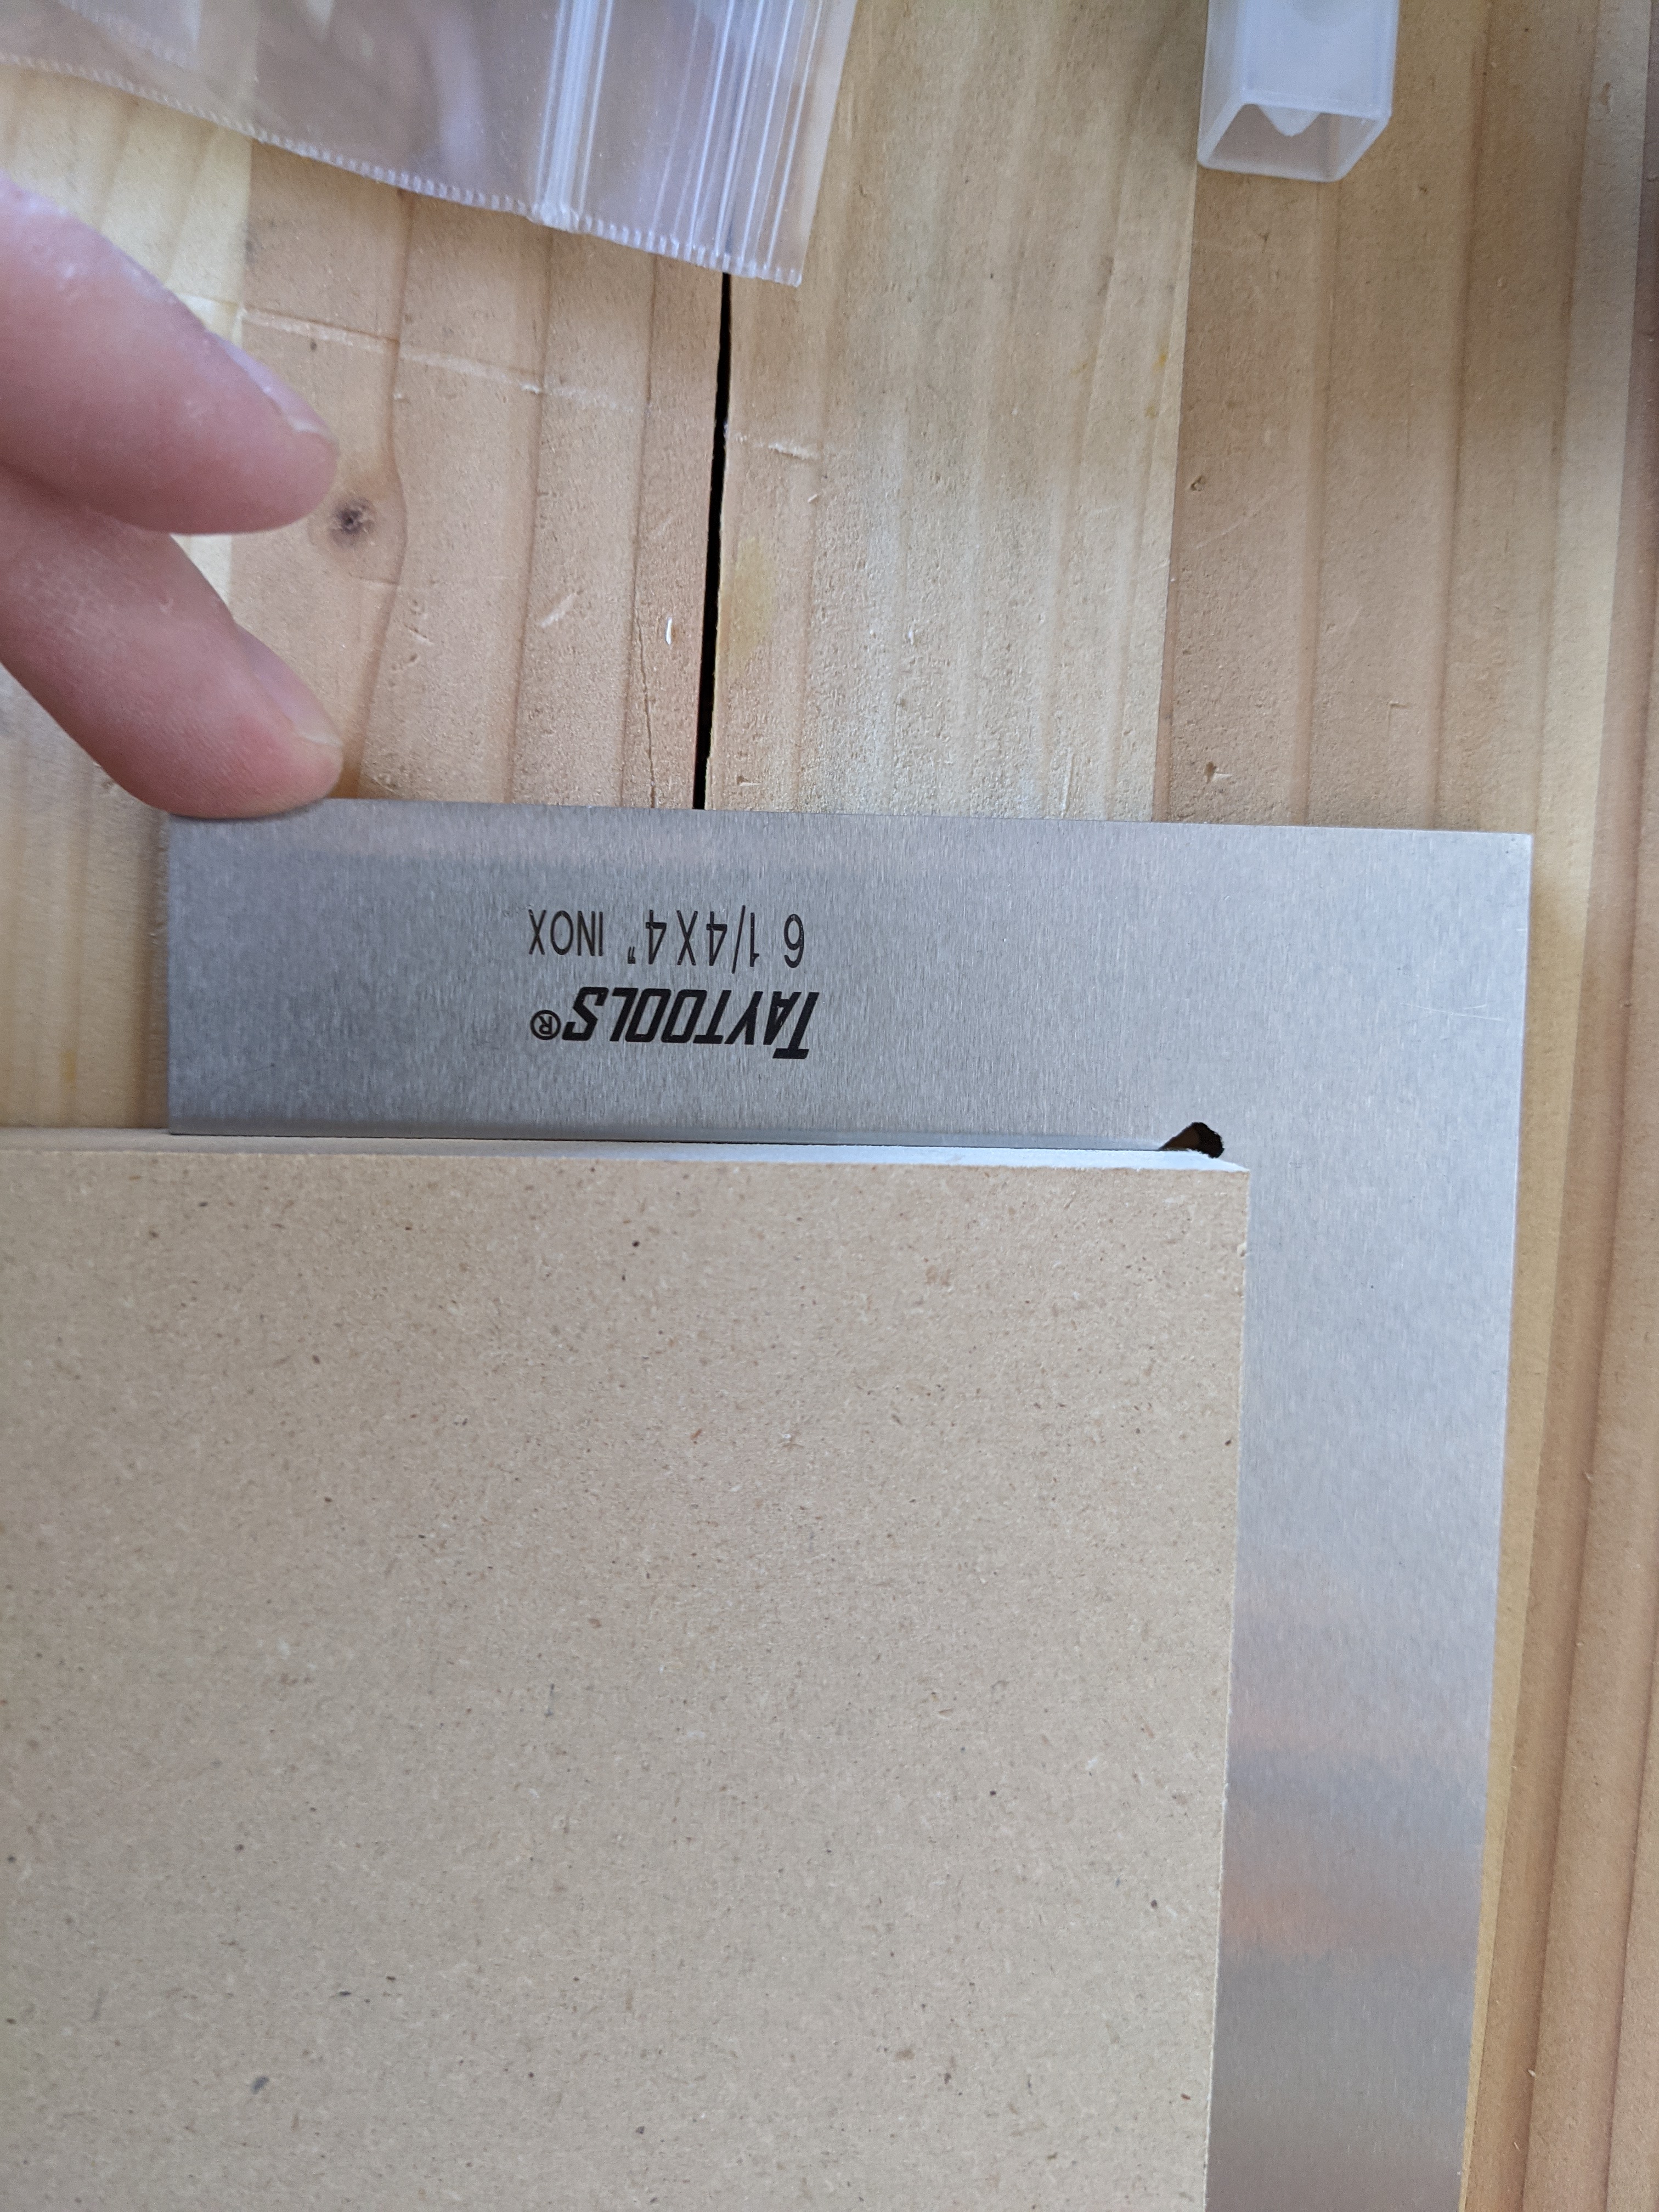 TAYTOOLS®
6 1/4X4" INOX